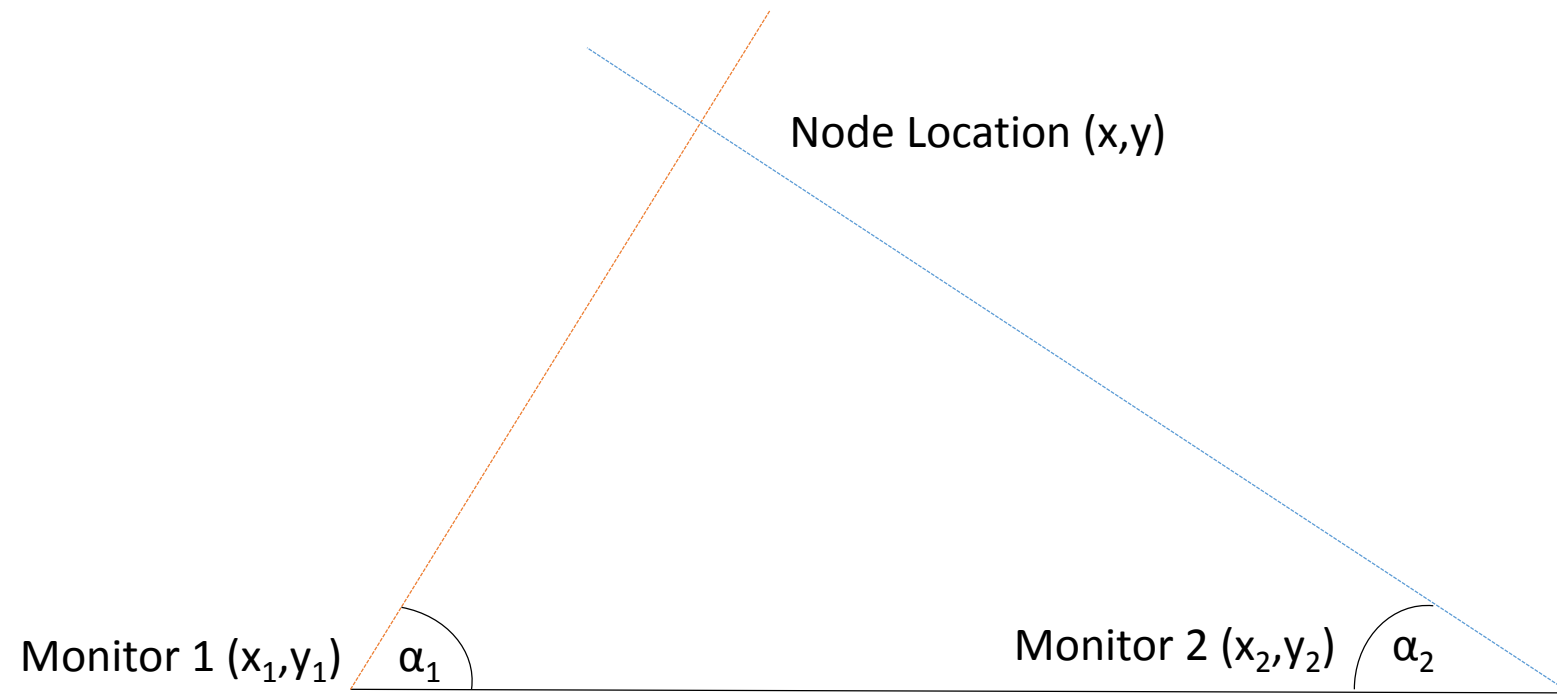 Node Location (x,y)
Monitor 1 (x₁,y₁)
α₁
Monitor 2 (x₂,y₂)
α₂